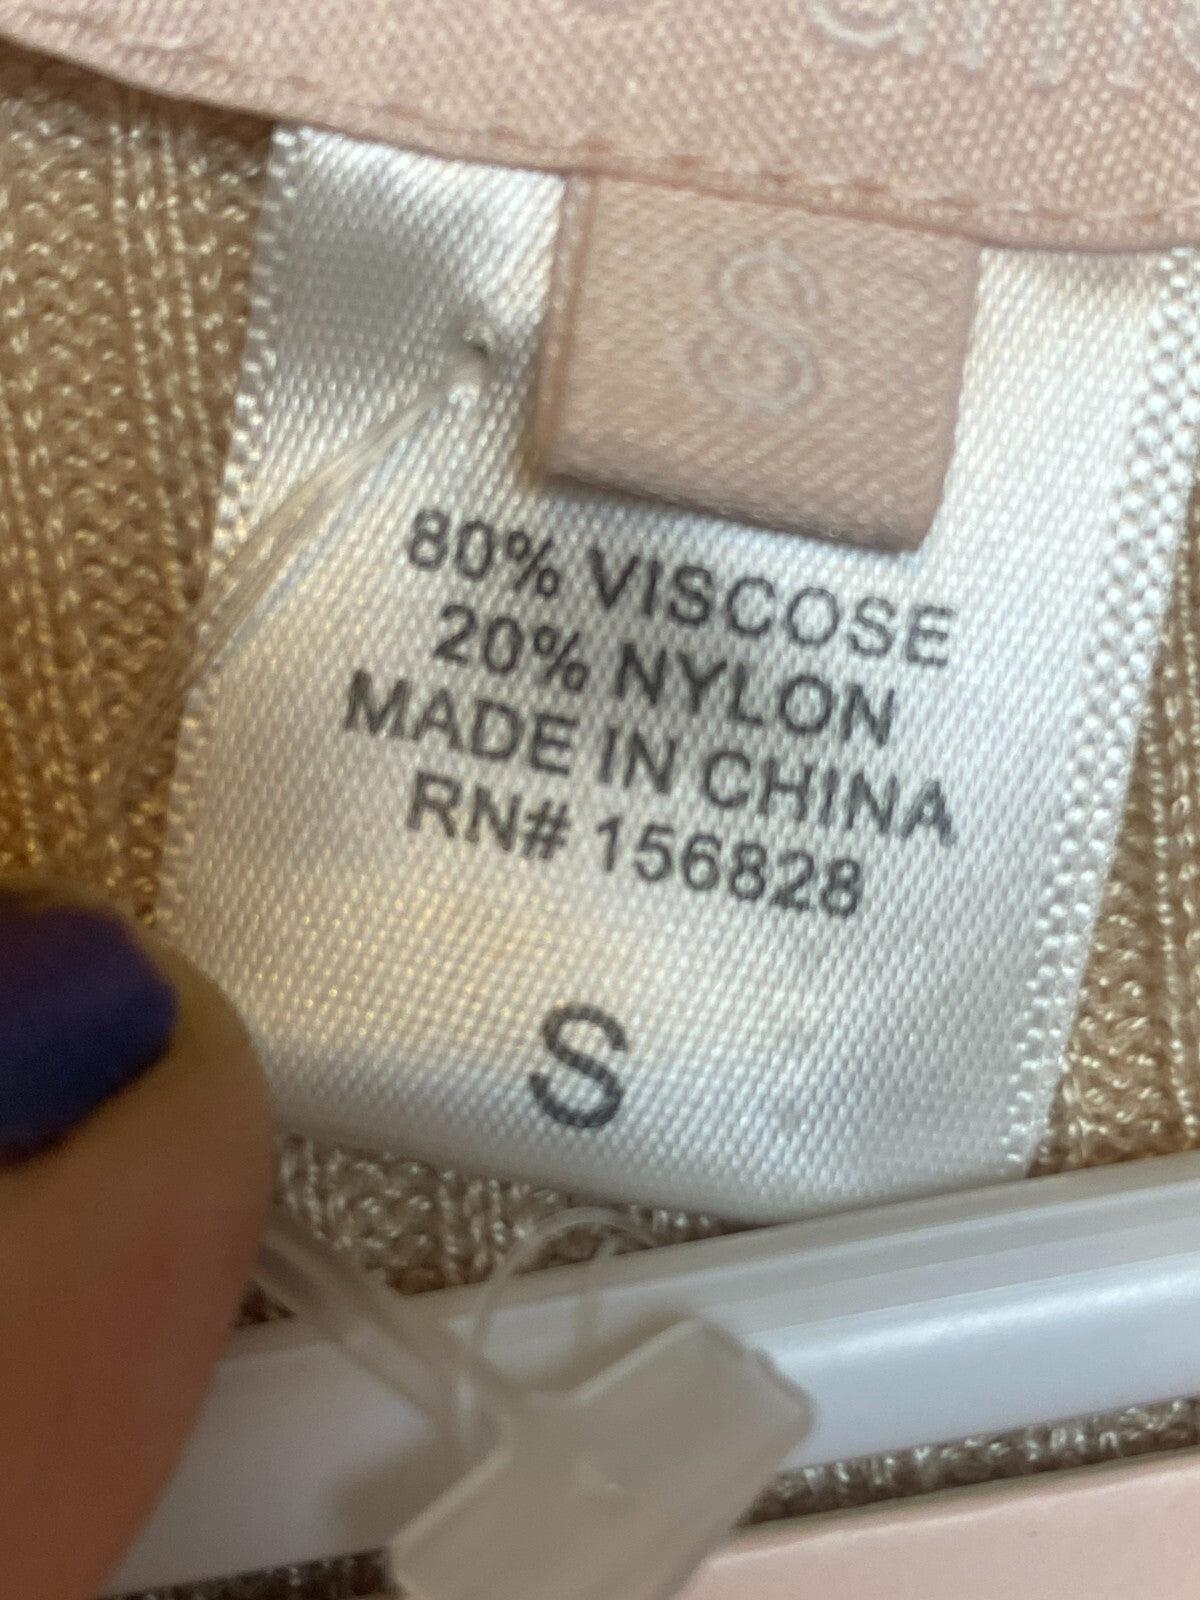 S
80% VISCOSE
20% NYLON
MADE IN CHINA
RN# 156828
S